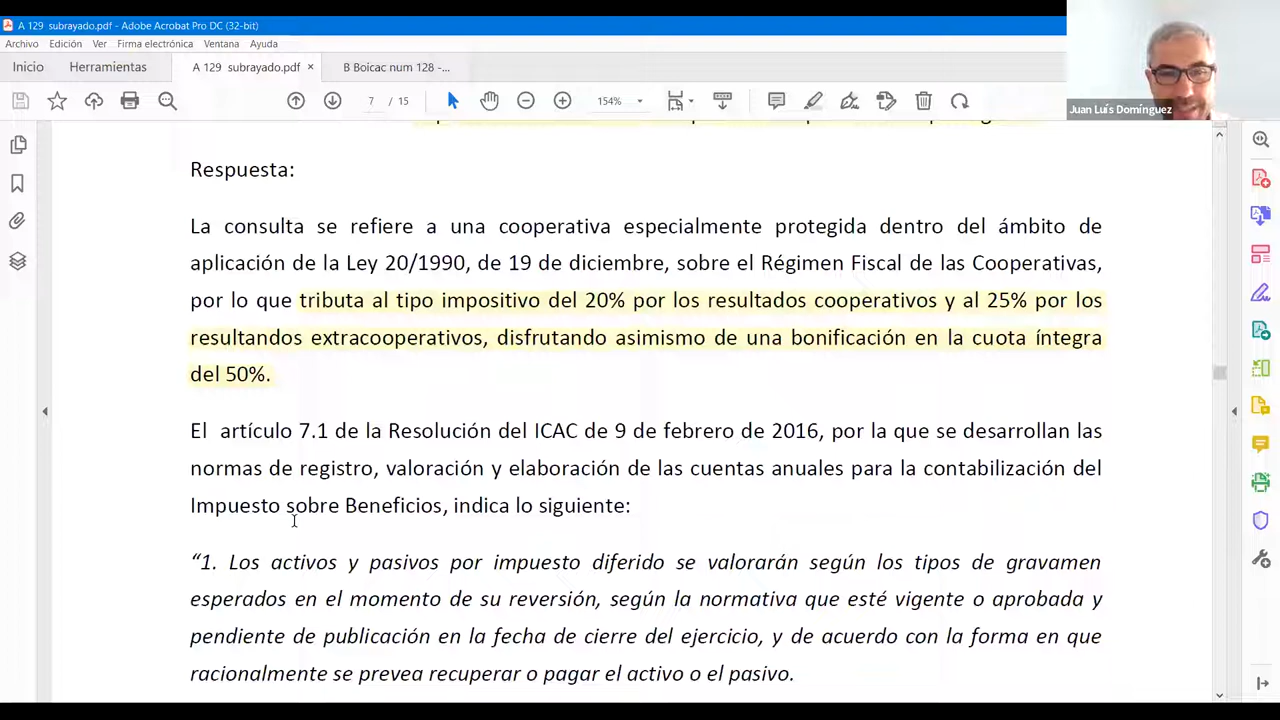 A 129 subrayado.pdf - Adobe Acrobat Pro DC (32-bit)
Archivo Edición Ver Firma electrónica Ventana Ayuda
Inicio Herramientas A 129 subrayado.pdf × B Boicac num 128 -...
7 / 15 154%
Juan Luís Domínguez
Respuesta:
La consulta se refiere a una cooperativa especialmente protegida dentro del ámbito de
aplicación de la Ley 20/1990, de 19 de diciembre, sobre el Régimen Fiscal de las Cooperativas,
por lo que tributa al tipo impositivo del 20% por los resultados cooperativos y al 25% por los
resultandos extracooperativos, disfrutando asimismo de una bonificación en la cuota íntegra
del 50%.
El artículo 7.1 de la Resolución del ICAC de 9 de febrero de 2016, por la que se desarrollan las
normas de registro, valoración y elaboración de las cuentas anuales para la contabilización del
Impuesto sobre Beneficios, indica lo siguiente:
“1. Los activos y pasivos por impuesto diferido se valorarán según los tipos de gravamen
esperados en el momento de su reversión, según la normativa que esté vigente o aprobada y
pendiente de publicación en la fecha de cierre del ejercicio, y de acuerdo con la forma en que
racionalmente se prevea recuperar o pagar el activo o el pasivo.